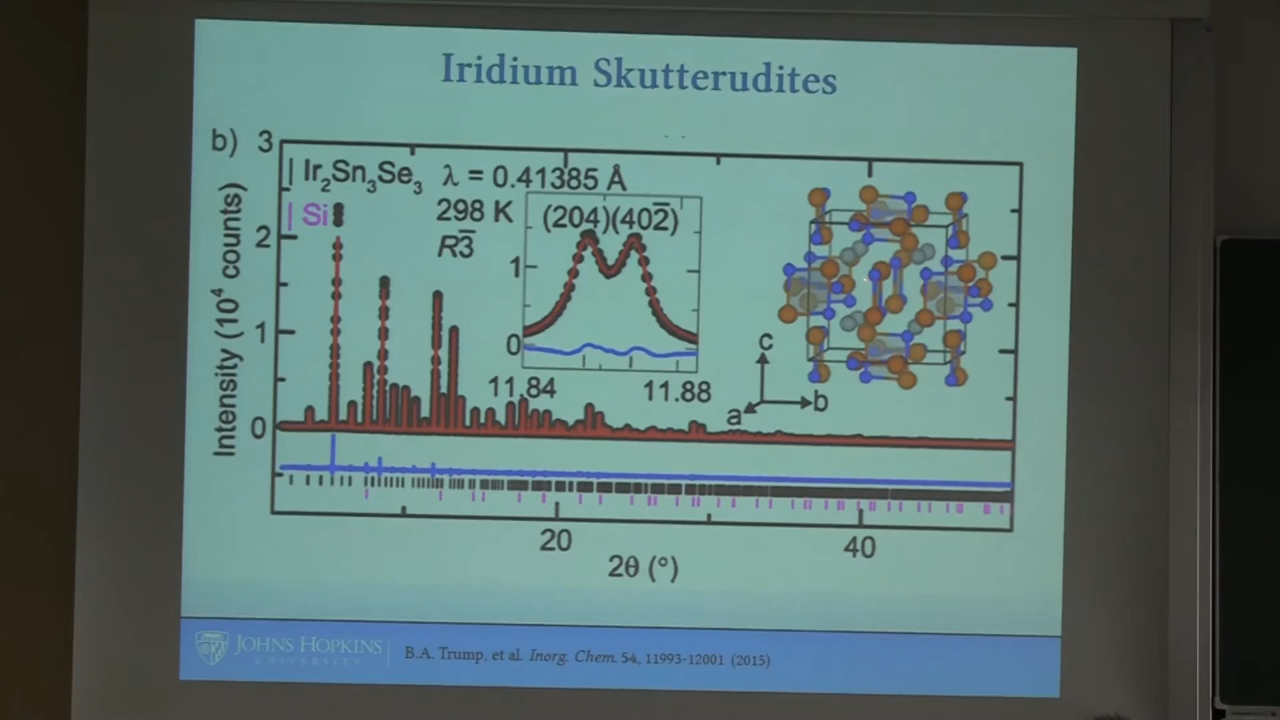 Iridium Skutterudites
b)
3
2
1
0
Intensity (10⁴ counts)
| Ir₂Sn₃Se₃ λ = 0.41385 Å
| Si
298 K
R3̅
(204)(402̅)
1
0
11.84 11.88
c
b
a
20 40
2θ (°)
JOHNS HOPKINS
UNIVERSITY
B.A. Trump, et al. Inorg. Chem. 54, 11993-12001 (2015)